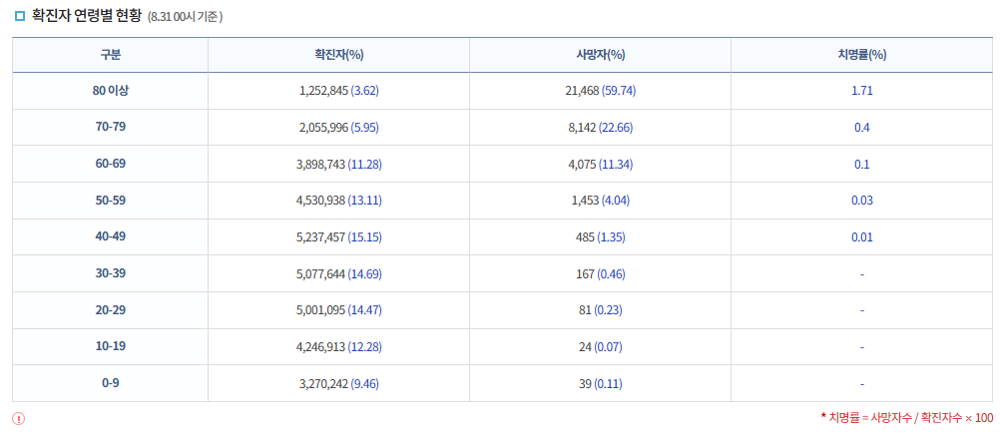 확진자 연령별 현황 (8.31 00시 기준)
구분 확진자(%) 사망자(%) 치명률(%)
80 이상 1,252,845 (3.62) 21,468 (59.74) 1.71
70-79 2,055,996 (5.95) 8,142 (22.66) 0.4
60-69 3,898,743 (11.28) 4,075 (11.34) 0.1
50-59 4,530,938 (13.11) 1,453 (4.04) 0.03
40-49 5,237,457 (15.15) 485 (1.35) 0.01
30-39 5,077,644 (14.69) 167 (0.46) -
20-29 5,001,095 (14.47) 81 (0.23) -
10-19 4,246,913 (12.28) 24 (0.07) -
0-9 3,270,242 (9.46) 39 (0.11) -
* 치명률 = 사망자수 / 확진자수 × 100